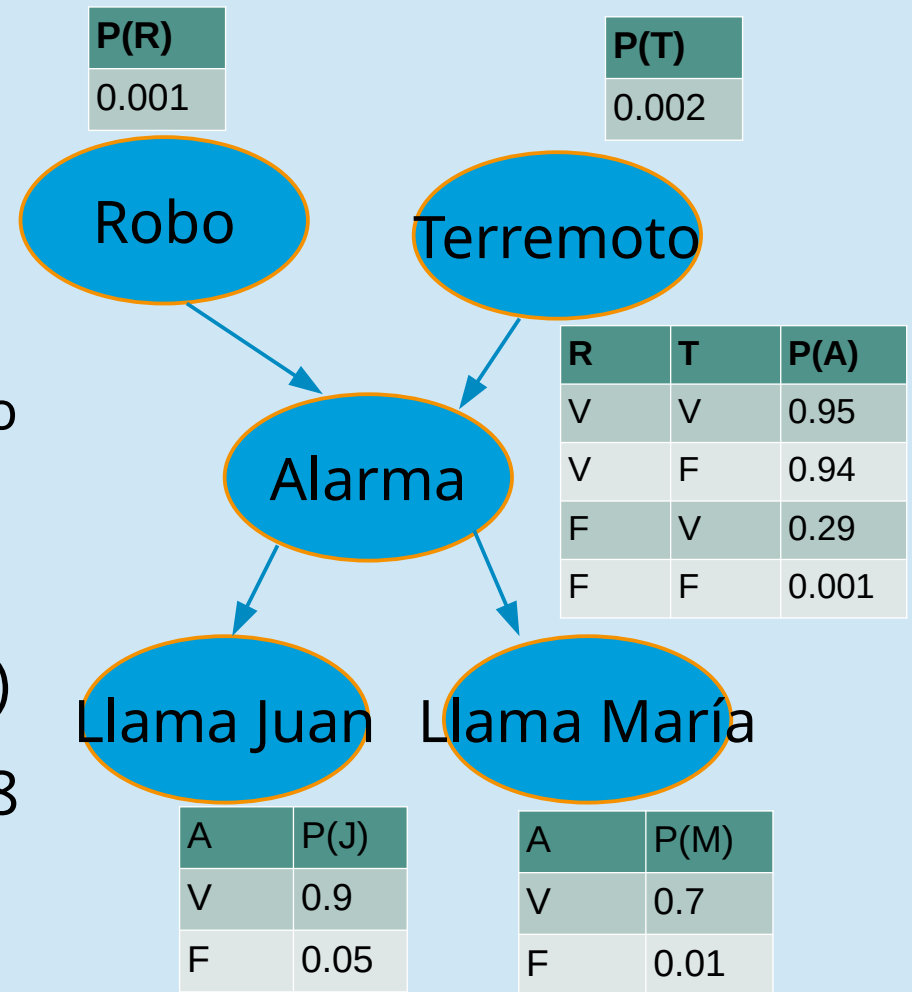 P(R)
0.001
P(T)
0.002
Robo
Terremoto
R T P(A)
V V 0.95
V F 0.94
F V 0.29
F F 0.001
o
Alarma
)
8
Llama Juan
Llama María
A P(J)
V 0.9
F 0.05
A P(M)
V 0.7
F 0.01